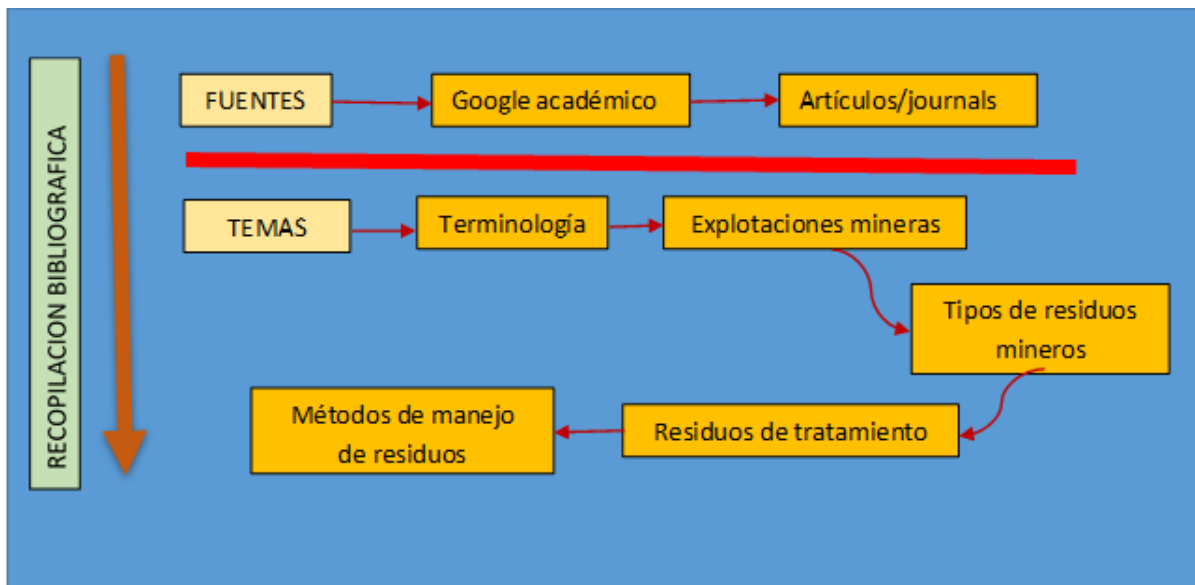 RECOPILACION BIBLIOGRAFICA
FUENTES
Google académico
Artículos/journals
TEMAS
Terminología
Explotaciones mineras
Tipos de residuos
mineros
Residuos de tratamiento
Métodos de manejo
de residuos